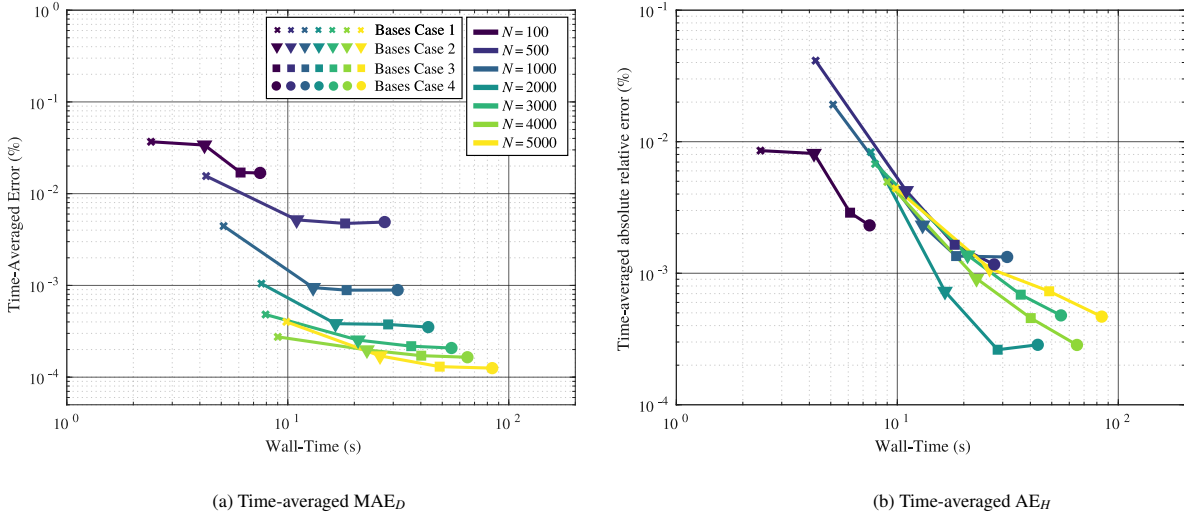 10^0
10^-1
10^-2
10^-3
10^-4
Time-Averaged Error (%)
Bases Case 1
Bases Case 2
Bases Case 3
Bases Case 4
N = 100
N = 500
N = 1000
N = 2000
N = 3000
N = 4000
N = 5000
10^0 10^1 10^2
Wall-Time (s)
(a) Time-averaged MAE_D
10^-1
10^-2
10^-3
10^-4
Time-averaged absolute relative error (%)
10^0 10^1 10^2
Wall-Time (s)
(b) Time-averaged AE_H